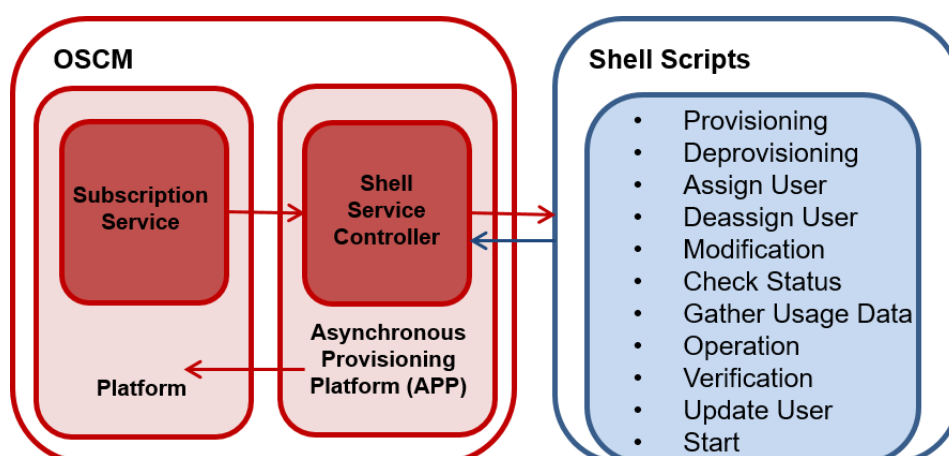 OSCM
Subscription
Service
Platform
Shell
Service
Controller
Asynchronous
Provisioning
Platform (APP)
Shell Scripts
• Provisioning
• Deprovisioning
• Assign User
• Deassign User
• Modification
• Check Status
• Gather Usage Data
• Operation
• Verification
• Update User
• Start